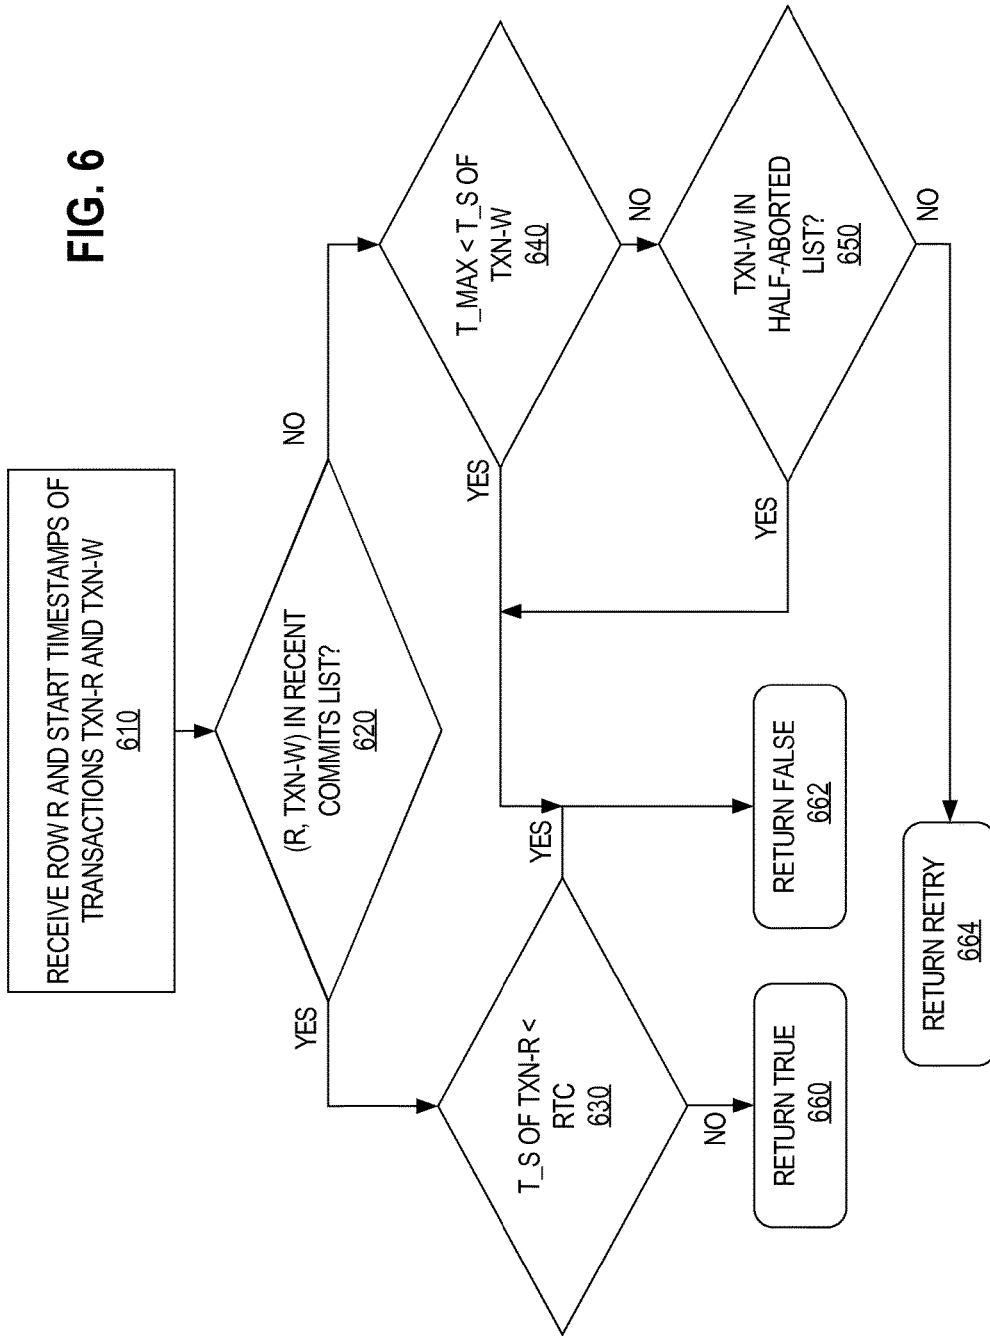 FIG. 6
RECEIVE ROW R AND START TIMESTAMPS OF
TRANSACTIONS TXN-R AND TXN-W
610
(R, TXN-W) IN RECENT
COMMITS LIST?
620
YES
NO
T_S OF TXN-R <
RTC
630
YES
NO
T_MAX < T_S OF
TXN-W
640
YES
NO
TXN-W IN
HALF-ABORTED
LIST?
650
YES
NO
RETURN TRUE
660
RETURN FALSE
662
RETURN RETRY
664